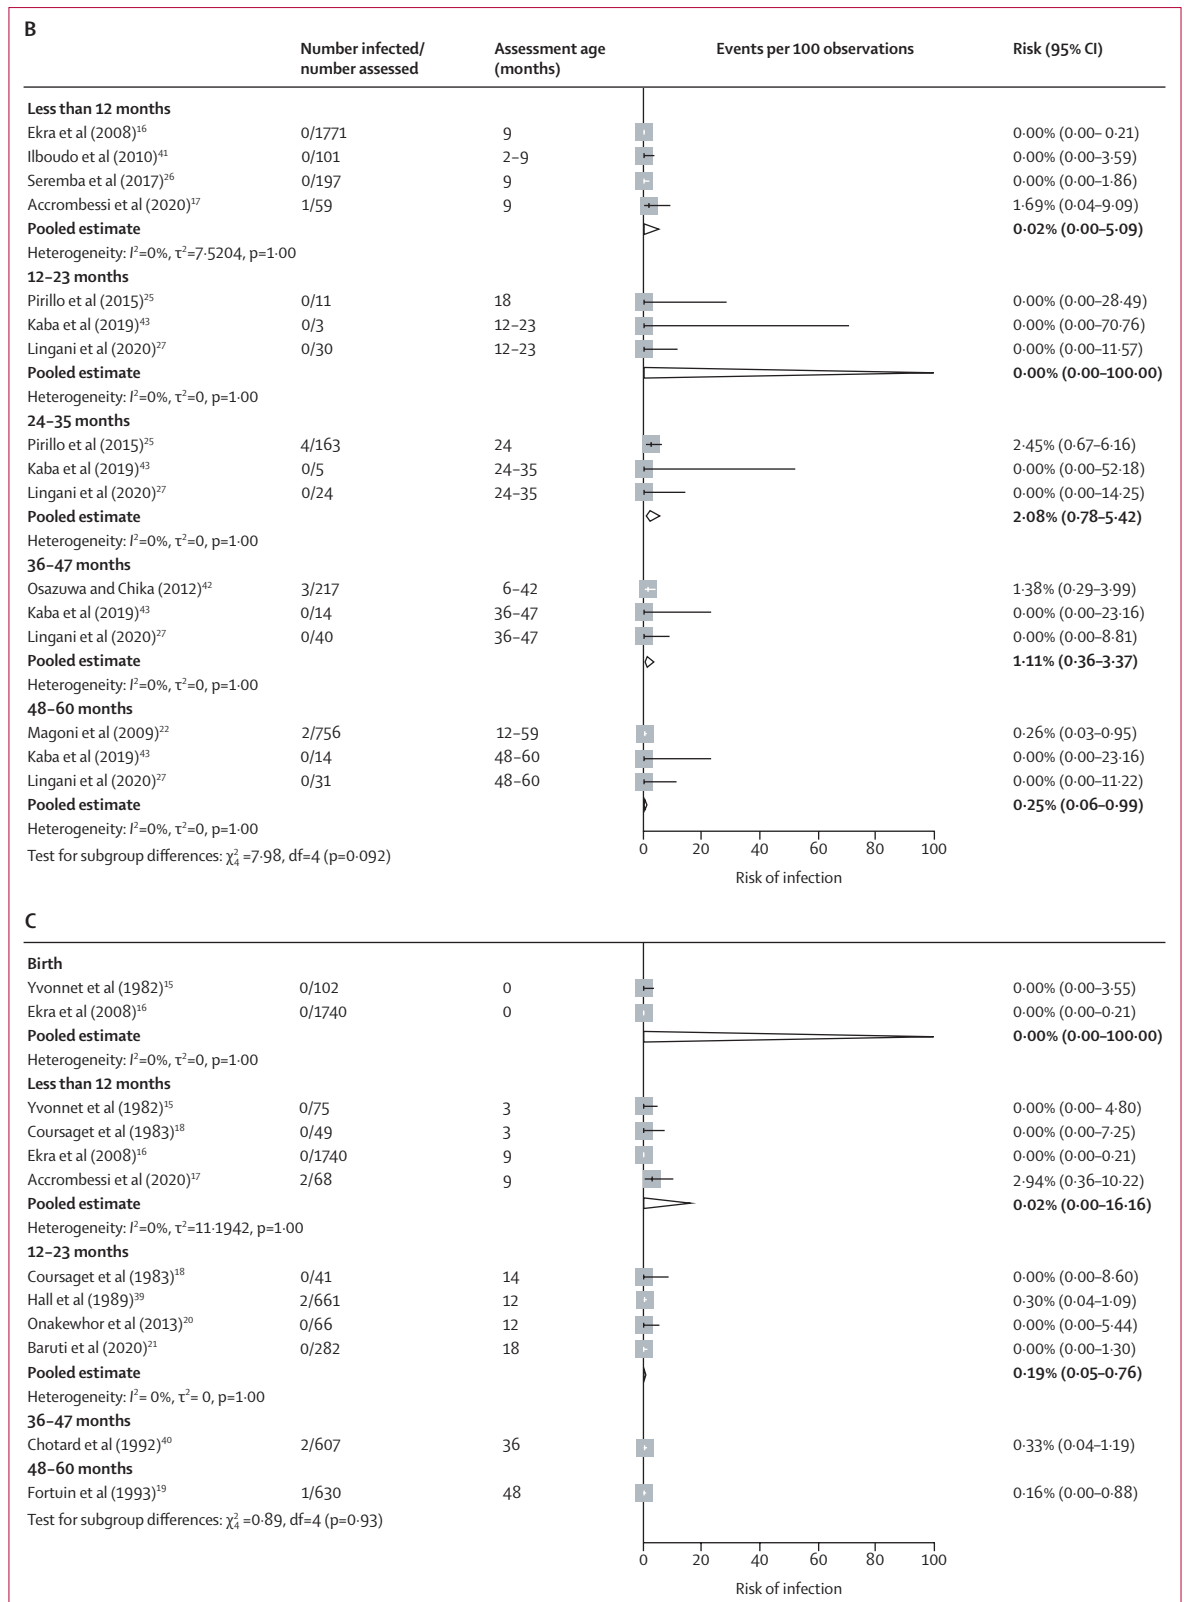 B
Number infected/ number assessed Assessment age (months) Events per 100 observations Risk (95% CI)
Less than 12 months
Ekra et al (2008)¹⁶ 0/1771 9 0·00% (0·00– 0·21)
Ilboudo et al (2010)⁴¹ 0/101 2–9 0·00% (0·00–3·59)
Seremba et al (2017)²⁶ 0/197 9 0·00% (0·00–1·86)
Accrombessi et al (2020)¹⁷ 1/59 9 1·69% (0·04–9·09)
Pooled estimate 0·02% (0·00–5·09)
Heterogeneity: I²=0%, τ²=7·5204, p=1·00
12–23 months
Pirillo et al (2015)²⁵ 0/11 18 0·00% (0·00–28·49)
Kaba et al (2019)⁴³ 0/3 12–23 0·00% (0·00–70·76)
Lingani et al (2020)²⁷ 0/30 12–23 0·00% (0·00–11·57)
Pooled estimate 0·00% (0·00–100·00)
Heterogeneity: I²=0%, τ²=0, p=1·00
24–35 months
Pirillo et al (2015)²⁵ 4/163 24 2·45% (0·67–6·16)
Kaba et al (2019)⁴³ 0/5 24–35 0·00% (0·00–52·18)
Lingani et al (2020)²⁷ 0/24 24–35 0·00% (0·00–14·25)
Pooled estimate 2·08% (0·78–5·42)
Heterogeneity: I²=0%, τ²=0, p=1·00
36–47 months
Osazuwa and Chika (2012)⁴² 3/217 6–42 1·38% (0·29–3·99)
Kaba et al (2019)⁴³ 0/14 36–47 0·00% (0·00–23·16)
Lingani et al (2020)²⁷ 0/40 36–47 0·00% (0·00–8·81)
Pooled estimate 1·11% (0·36–3·37)
Heterogeneity: I²=0%, τ²=0, p=1·00
48–60 months
Magoni et al (2009)²² 2/756 12–59 0·26% (0·03–0·95)
Kaba et al (2019)⁴³ 0/14 48–60 0·00% (0·00–23·16)
Lingani et al (2020)²⁷ 0/31 48–60 0·00% (0·00–11·22)
Pooled estimate 0·25% (0·06–0·99)
Heterogeneity: I²=0%, τ²=0, p=1·00
Test for subgroup differences: χ²₄ =7·98, df=4 (p=0·092)
0 20 40 60 80 100
Risk of infection
C
Birth
Yvonnet et al (1982)¹⁵ 0/102 0 0·00% (0·00–3·55)
Ekra et al (2008)¹⁶ 0/1740 0 0·00% (0·00–0·21)
Pooled estimate 0·00% (0·00–100·00)
Heterogeneity: I²=0%, τ²=0, p=1·00
Less than 12 months
Yvonnet et al (1982)¹⁵ 0/75 3 0·00% (0·00– 4·80)
Coursaget et al (1983)¹⁸ 0/49 3 0·00% (0·00–7·25)
Ekra et al (2008)¹⁶ 0/1740 9 0·00% (0·00–0·21)
Accrombessi et al (2020)¹⁷ 2/68 9 2·94% (0·36–10·22)
Pooled estimate 0·02% (0·00–16·16)
Heterogeneity: I²=0%, τ²=11·1942, p=1·00
12–23 months
Coursaget et al (1983)¹⁸ 0/41 14 0·00% (0·00–8·60)
Hall et al (1989)³⁹ 2/661 12 0·30% (0·04–1·09)
Onakewhor et al (2013)²⁰ 0/66 12 0·00% (0·00–5·44)
Baruti et al (2020)²¹ 0/282 18 0·00% (0·00–1·30)
Pooled estimate 0·19% (0·05–0·76)
Heterogeneity: I²= 0%, τ²= 0, p=1·00
36–47 months
Chotard et al (1992)⁴⁰ 2/607 36 0·33% (0·04–1·19)
48–60 months
Fortuin et al (1993)¹⁹ 1/630 48 0·16% (0·00–0·88)
Test for subgroup differences: χ²₄ =0·89, df=4 (p=0·93)
0 20 40 60 80 100
Risk of infection